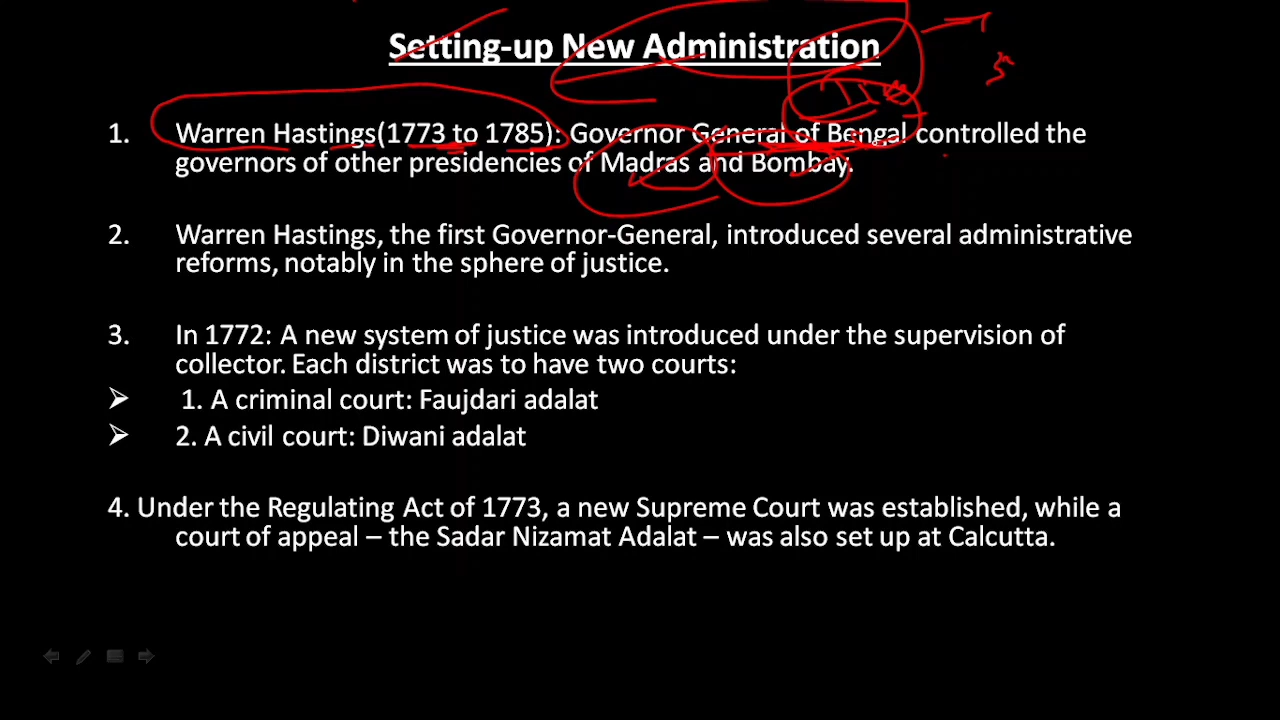 Setting-up New Administration
1. Warren Hastings(1773 to 1785): Governor General of Bengal controlled the
governors of other presidencies of Madras and Bombay.
2. Warren Hastings, the first Governor-General, introduced several administrative
reforms, notably in the sphere of justice.
3. In 1772: A new system of justice was introduced under the supervision of
collector. Each district was to have two courts:
➢ 1. A criminal court: Faujdari adalat
➢ 2. A civil court: Diwani adalat
4. Under the Regulating Act of 1773, a new Supreme Court was established, while a
court of appeal – the Sadar Nizamat Adalat – was also set up at Calcutta.